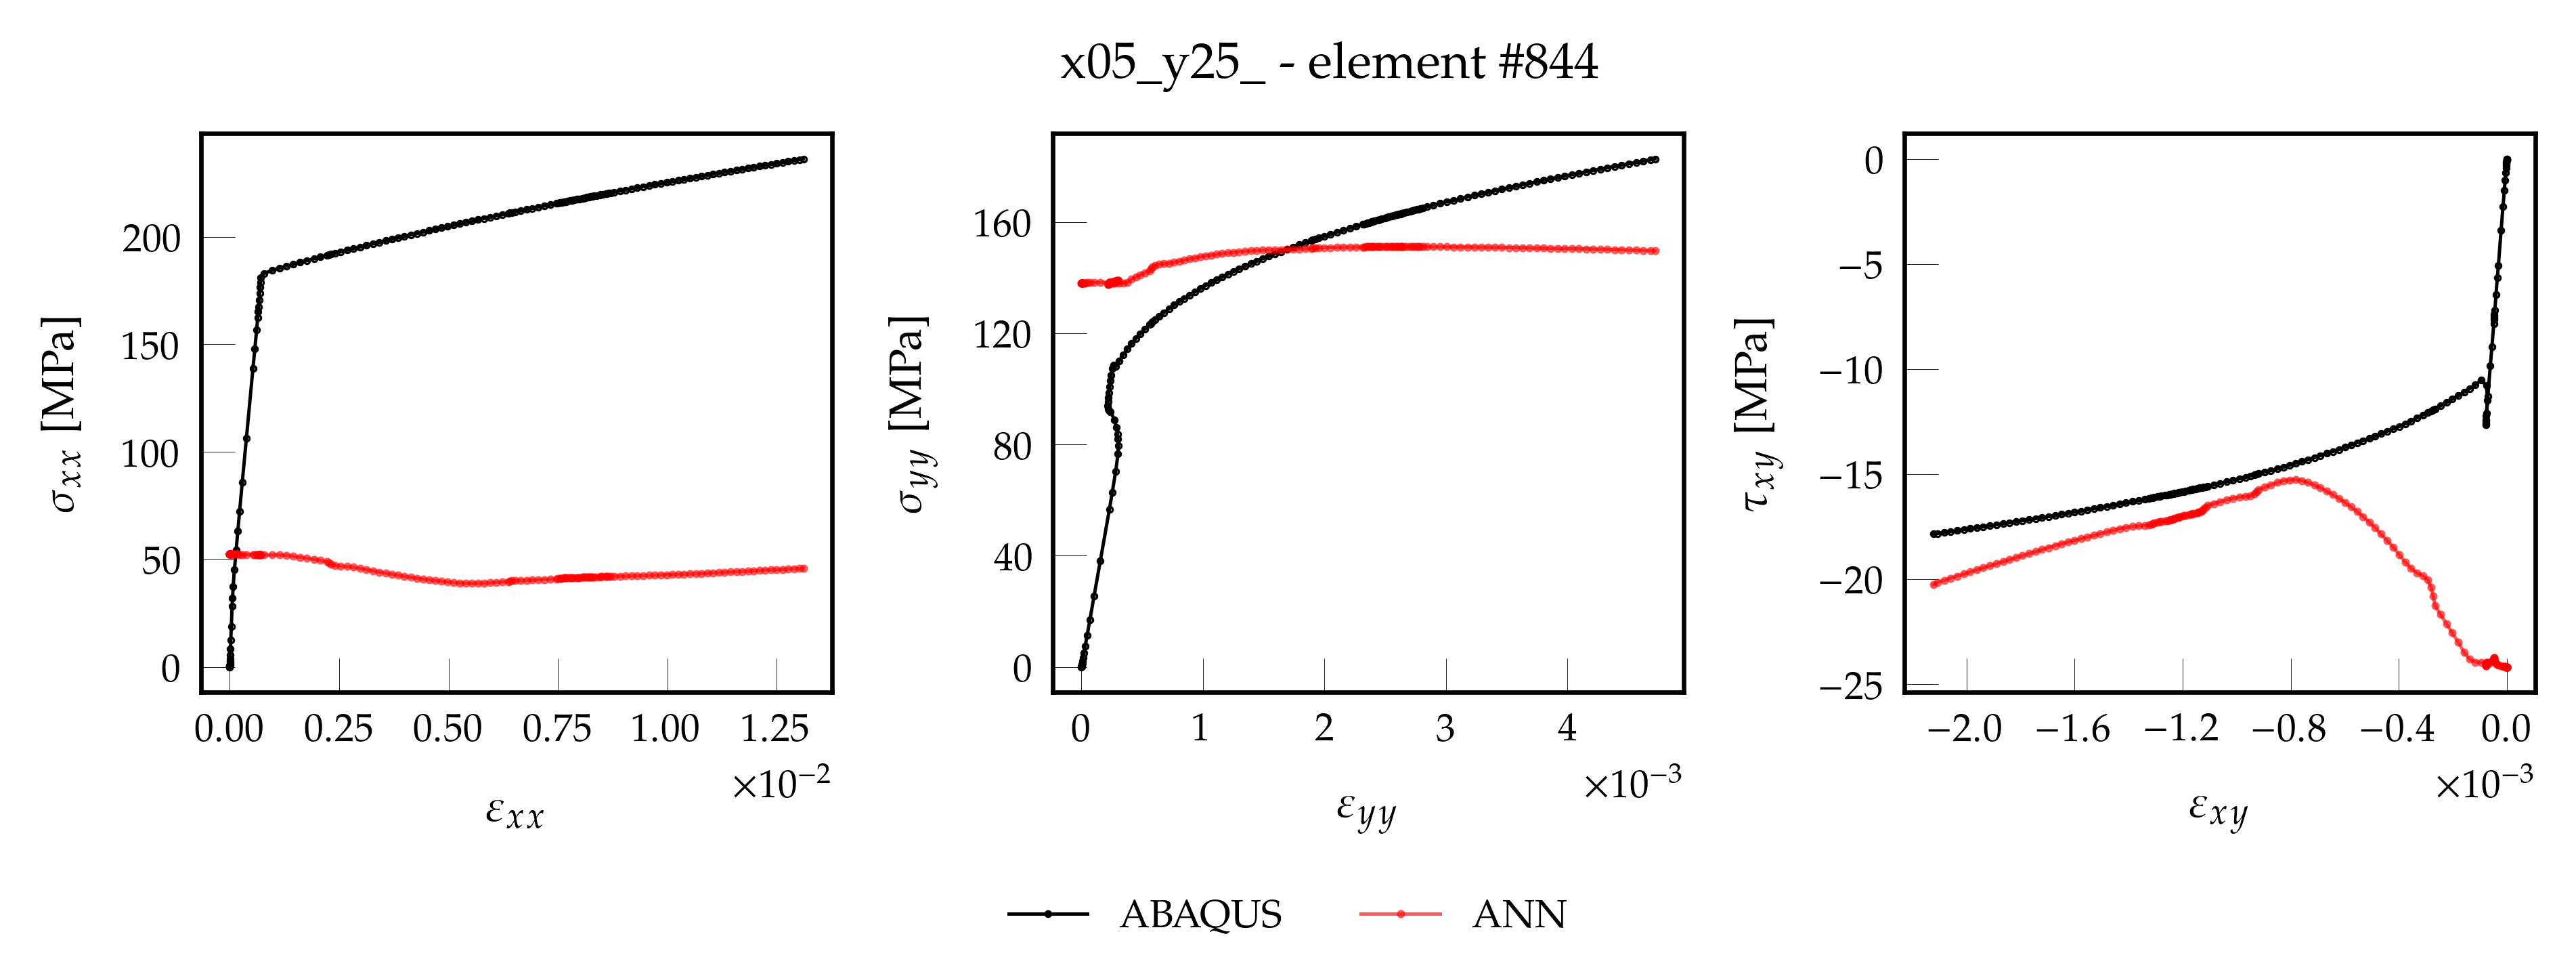 x05_y25_ - element #844
σxx [MPa]
200
150
100
50
0
0.00 0.25 0.50 0.75 1.00 1.25
×10−2
εxx
σyy [MPa]
160
120
80
40
0
0 1 2 3 4
×10−3
εyy
τxy [MPa]
0
−5
−10
−15
−20
−25
−2.0 −1.6 −1.2 −0.8 −0.4 0.0
×10−3
εxy
ABAQUS ANN